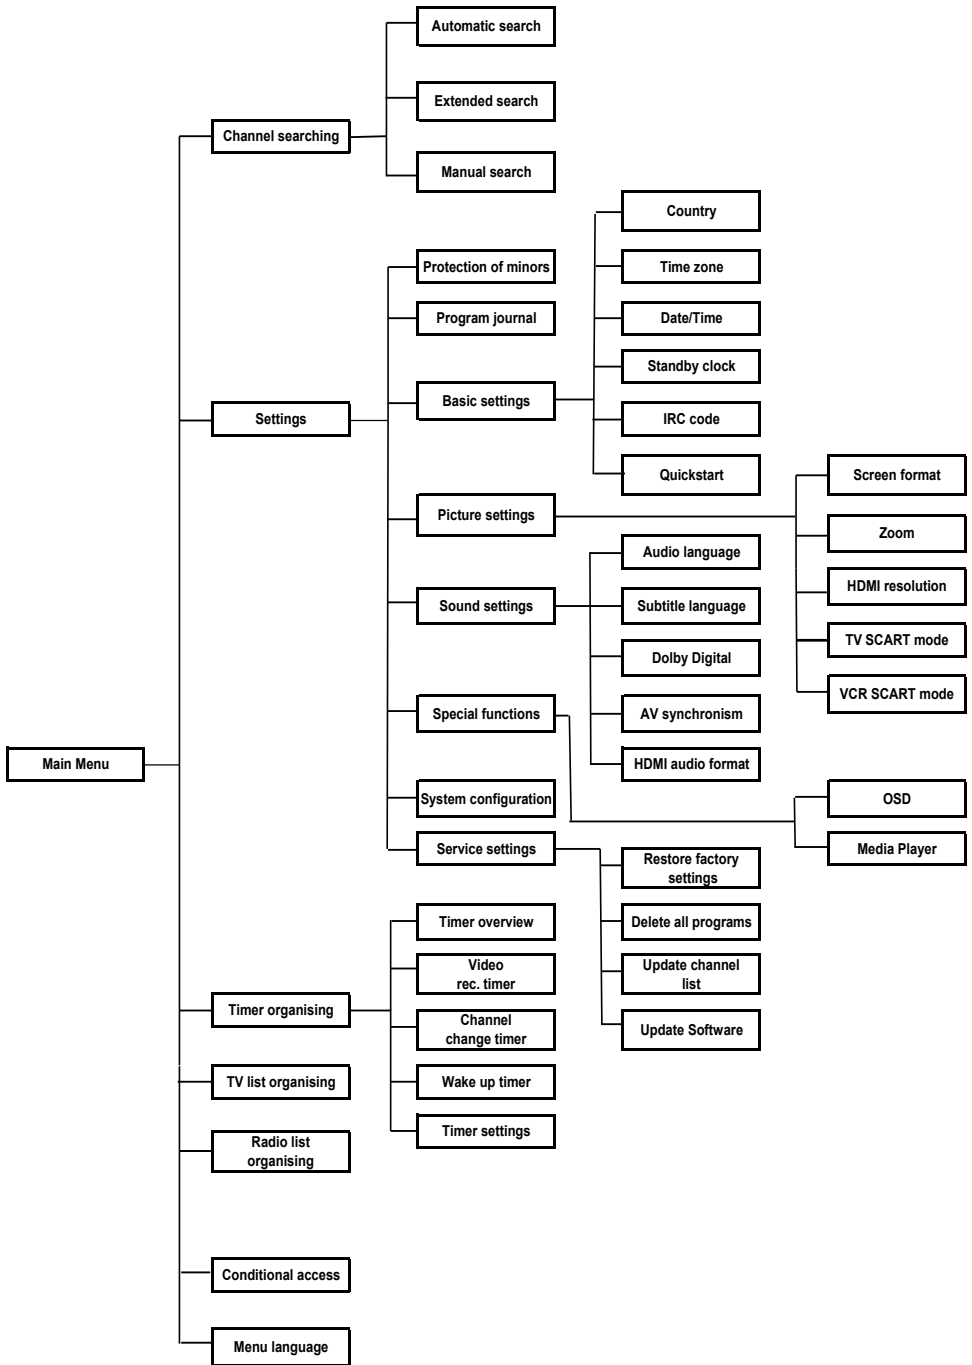 Automatic search
Extended search
Channel searching
Manual search
Country
Protection of minors
Time zone
Program journal
Date/Time
Standby clock
Basic settings
Settings
IRC code
Quickstart
Screen format
Picture settings
Zoom
Audio language
HDMI resolution
Sound settings
Subtitle language
TV SCART mode
Dolby Digital
VCR SCART mode
Special functions
AV synchronism
Main Menu
HDMI audio format
System configuration
OSD
Service settings
Media Player
Restore factory
settings
Timer overview
Delete all programs
Video
rec. timer
Update channel
list
Timer organising
Channel
change timer
Update Software
TV list organising
Wake up timer
Timer settings
Radio list
organising
Conditional access
Menu language